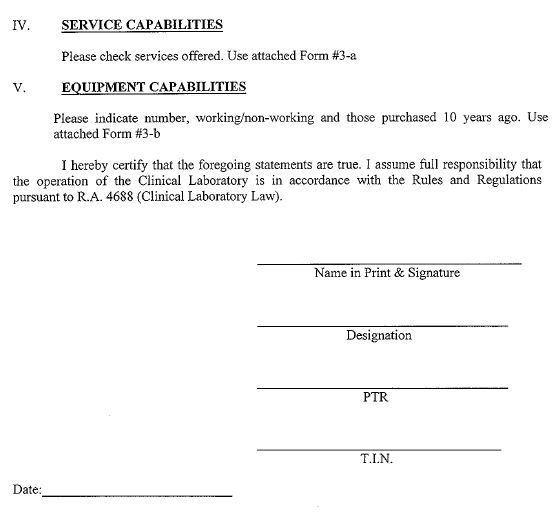 IV. SERVICE CAPABILITIES
Please check services offered. Use attached Form #3-a
V. EQUIPMENT CAPABILITIES
Please indicate number, working/non-working and those purchased 10 years ago. Use
attached Form #3-b
I hereby certify that the foregoing statements are true. I assume full responsibility that
the operation of the Clinical Laboratory is in accordance with the Rules and Regulations
pursuant to R.A. 4688 (Clinical Laboratory Law).
Name in Print & Signature
Designation
PTR
T.I.N.
Date: